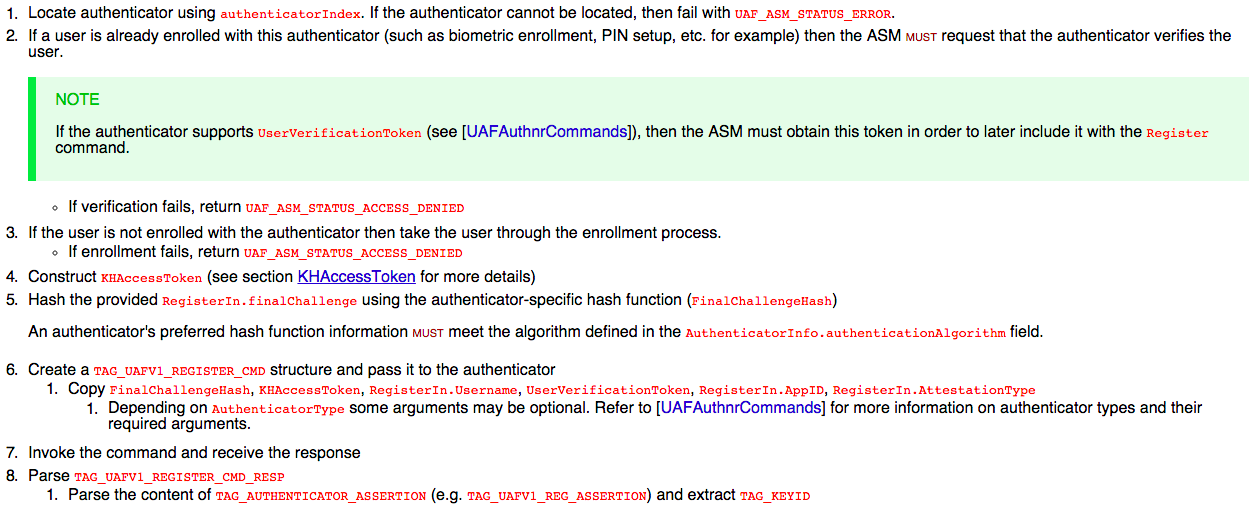 1. Locate authenticator using authenticatorIndex. If the authenticator cannot be located, then fail with UAF_ASM_STATUS_ERROR.
2. If a user is already enrolled with this authenticator (such as biometric enrollment, PIN setup, etc. for example) then the ASM MUST request that the authenticator verifies the
user.
NOTE
If the authenticator supports UserVerificationToken (see [UAFAuthnrCommands]), then the ASM must obtain this token in order to later include it with the Register
command.
◦ If verification fails, return UAF_ASM_STATUS_ACCESS_DENIED
3. If the user is not enrolled with the authenticator then take the user through the enrollment process.
◦ If enrollment fails, return UAF_ASM_STATUS_ACCESS_DENIED
4. Construct KHAccessToken (see section KHAccessToken for more details)
5. Hash the provided RegisterIn.finalChallenge using the authenticator-specific hash function (FinalChallengeHash)
An authenticator's preferred hash function information MUST meet the algorithm defined in the AuthenticatorInfo.authenticationAlgorithm field.
6. Create a TAG_UAFV1_REGISTER_CMD structure and pass it to the authenticator
1. Copy FinalChallengeHash, KHAccessToken, RegisterIn.Username, UserVerificationToken, RegisterIn.AppID, RegisterIn.AttestationType
1. Depending on AuthenticatorType some arguments may be optional. Refer to [UAFAuthnrCommands] for more information on authenticator types and their
required arguments.
7. Invoke the command and receive the response
8. Parse TAG_UAFV1_REGISTER_CMD_RESP
1. Parse the content of TAG_AUTHENTICATOR_ASSERTION (e.g. TAG_UAFV1_REG_ASSERTION) and extract TAG_KEYID